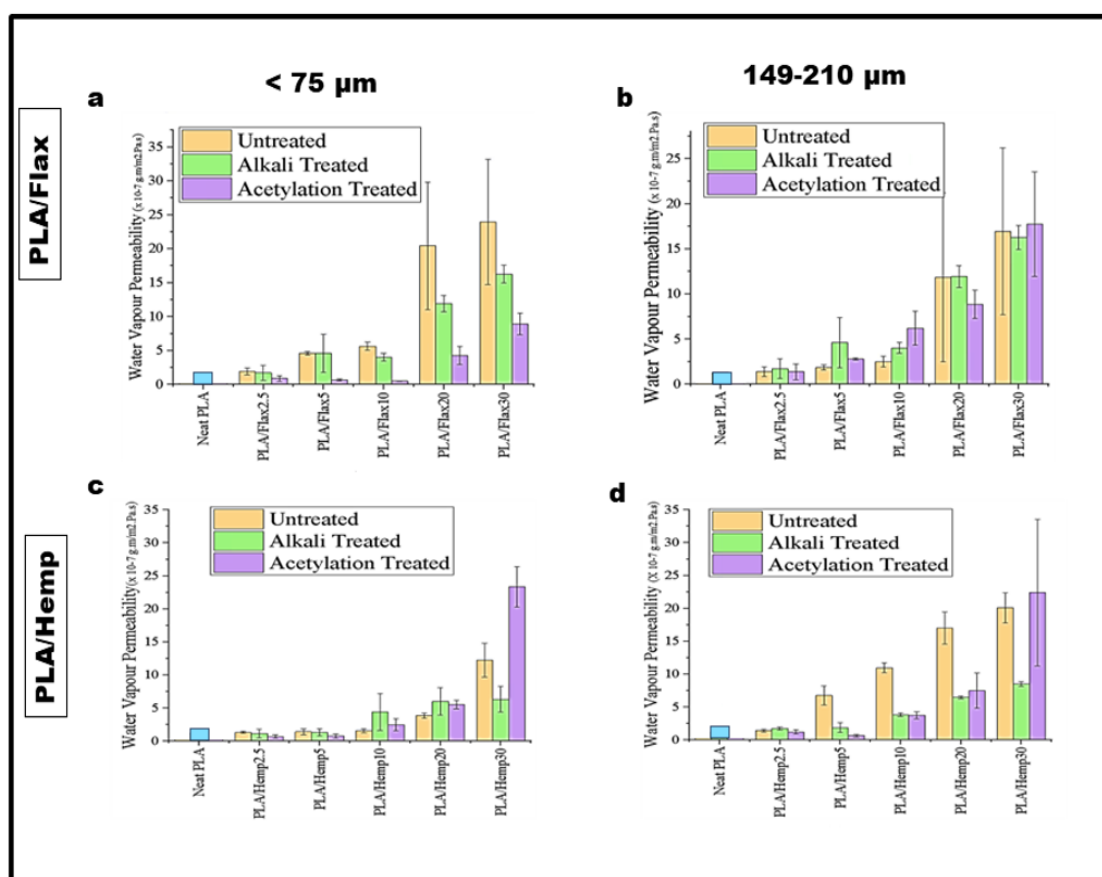 < 75 µm
149-210 µm
PLA/Flax
a
Untreated
Alkali Treated
Acetylation Treated
Water Vapour Permeability (x 10-7 g.m/m2.Pa.s)
35
30
25
20
15
10
5
0
Neat PLA
PLA/Flax2.5
PLA/Flax5
PLA/Flax10
PLA/Flax20
PLA/Flax30
b
Untreated
Alkali Treated
Acetylation Treated
Water Vapour Permeability (x 10-7 g.m/m2.Pa.s)
25
20
15
10
5
0
Neat PLA
PLA/Flax2.5
PLA/Flax5
PLA/Flax10
PLA/Flax20
PLA/Flax30
PLA/Hemp
c
Untreated
Alkali Treated
Acetylation Treated
Water Vapour Permeability(x 10-7 g.m/m2.Pa.s)
35
30
25
20
15
10
5
0
Neat PLA
PLA/Hemp2.5
PLA/Hemp5
PLA/Hemp10
PLA/Hemp20
PLA/Hemp30
d
Untreated
Alkali Treated
Acetylation Treated
Water Vapour Permeability (X 10-7 g.m/m2.Pa.s)
35
30
25
20
15
10
5
0
Neat PLA
PLA/Hemp2.5
PLA/Hemp5
PLA/Hemp10
PLA/Hemp20
PLA/Hemp30